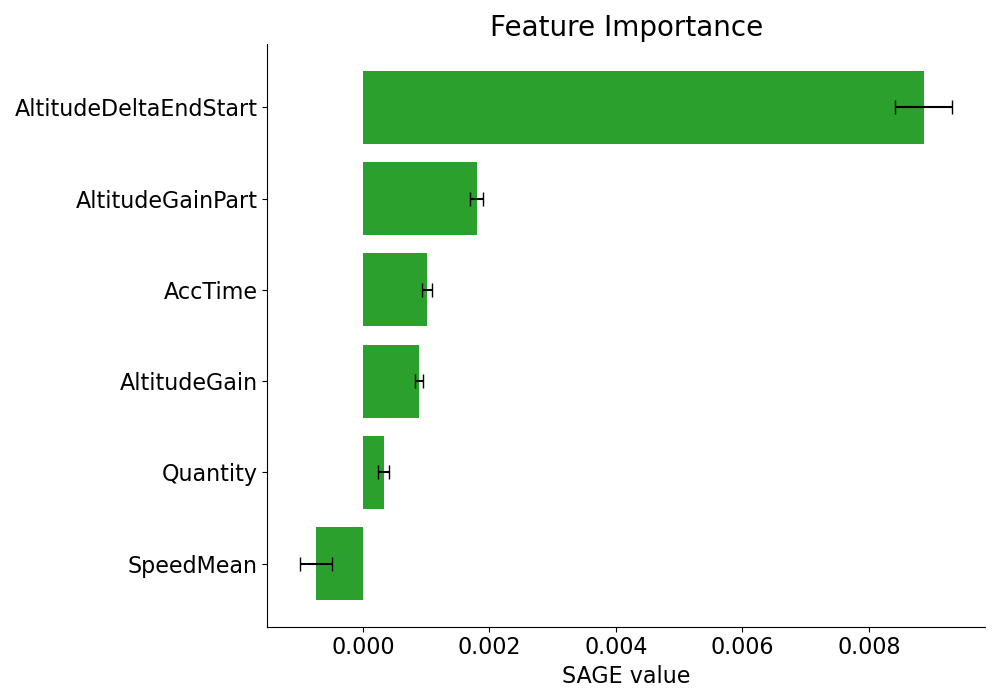 Feature Importance
AltitudeDeltaEndStart
AltitudeGainPart
AccTime
AltitudeGain
Quantity
SpeedMean
0.000 0.002 0.004 0.006 0.008
SAGE value